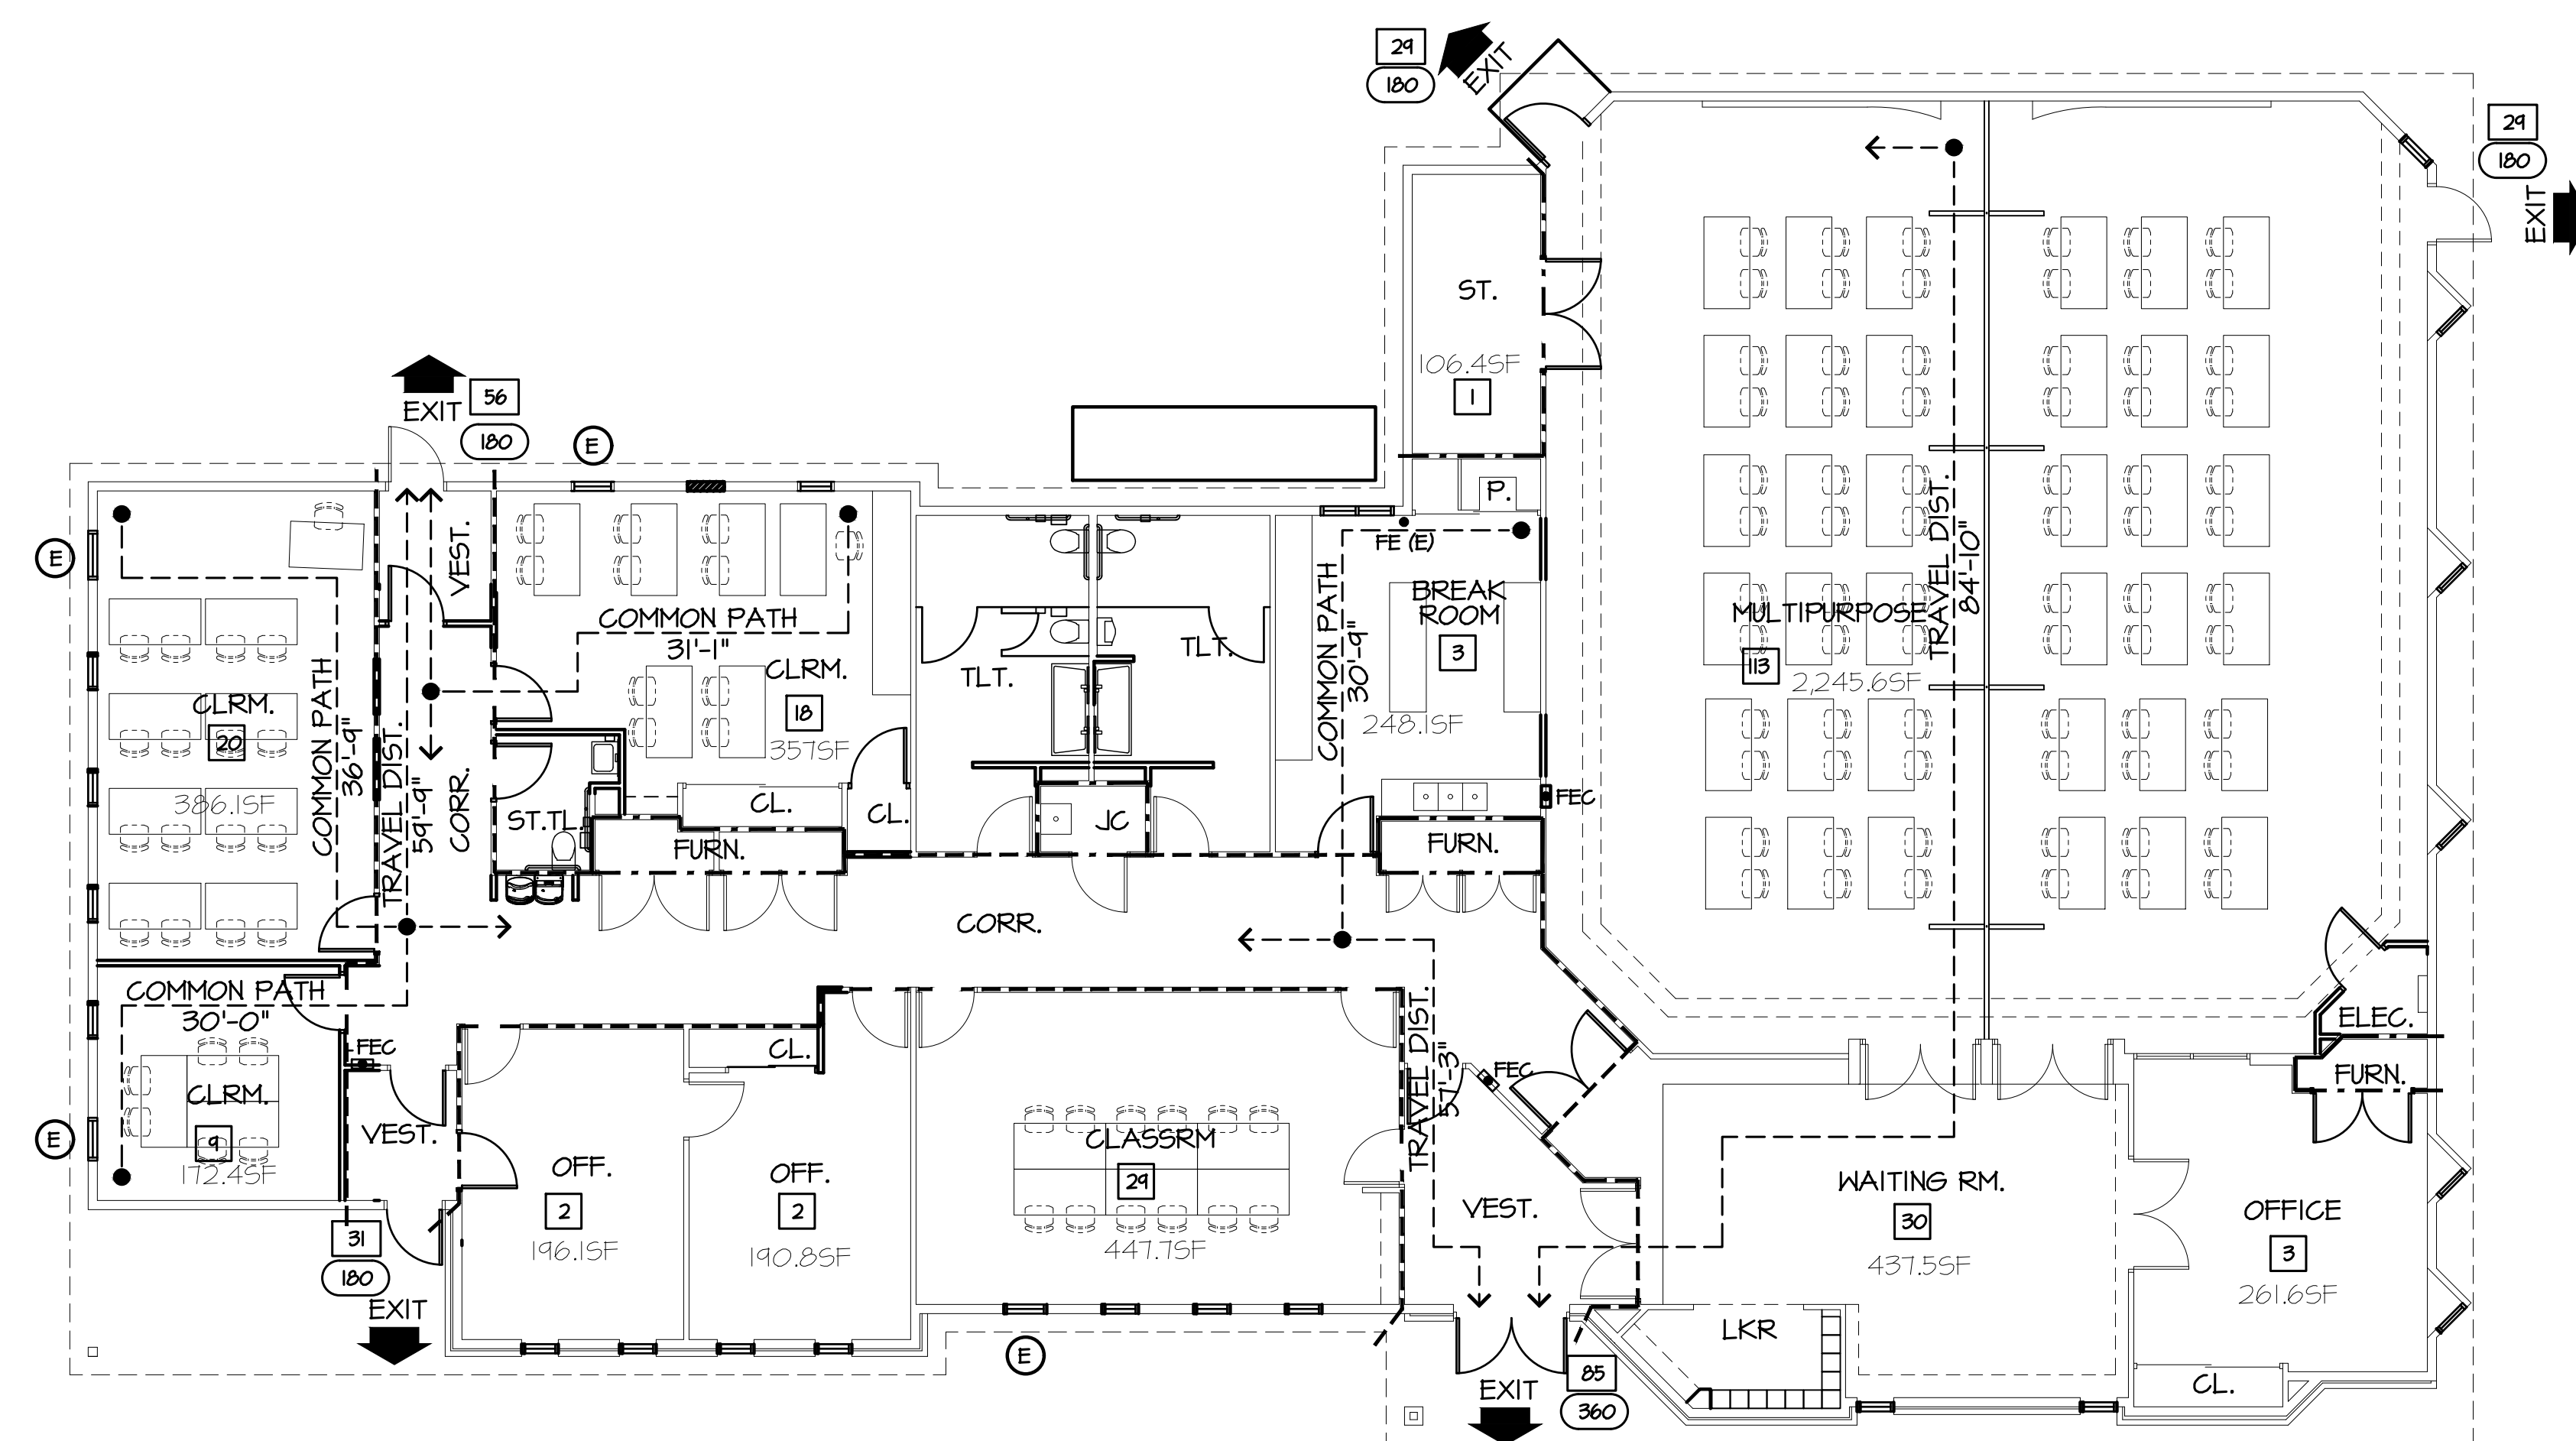 29
180
EXIT
29
180
EXIT
ST.
106.4SF
1
EXIT
56
180
E
P.
FE (E)
E
VEST.
COMMON PATH
31'-1"
CLRM.
18
357SF
TLT.
TLT.
COMMON PATH
30'-9"
BREAK
ROOM
3
248.1SF
MULTIPURPOSE
113
2,245.6SF
TRAVEL DIST.
84'-10"
CLRM.
20
386.1SF
COMMON PATH
36'-9"
TRAVEL DIST.
59'-9"
CORR.
ST.TL.
CL.
CL.
FURN.
JC
FURN.
FEC
CORR.
COMMON PATH
30'-0"
FEC
CLRM.
9
172.4SF
E
VEST.
CL.
OFF.
2
196.1SF
OFF.
2
190.8SF
CLASSRM
29
447.7SF
TRAVEL DIST.
57'-3"
FEC
VEST.
ELEC.
FURN.
WAITING RM.
30
437.5SF
OFFICE
3
261.6SF
31
180
EXIT
E
LKR
CL.
EXIT
85
360